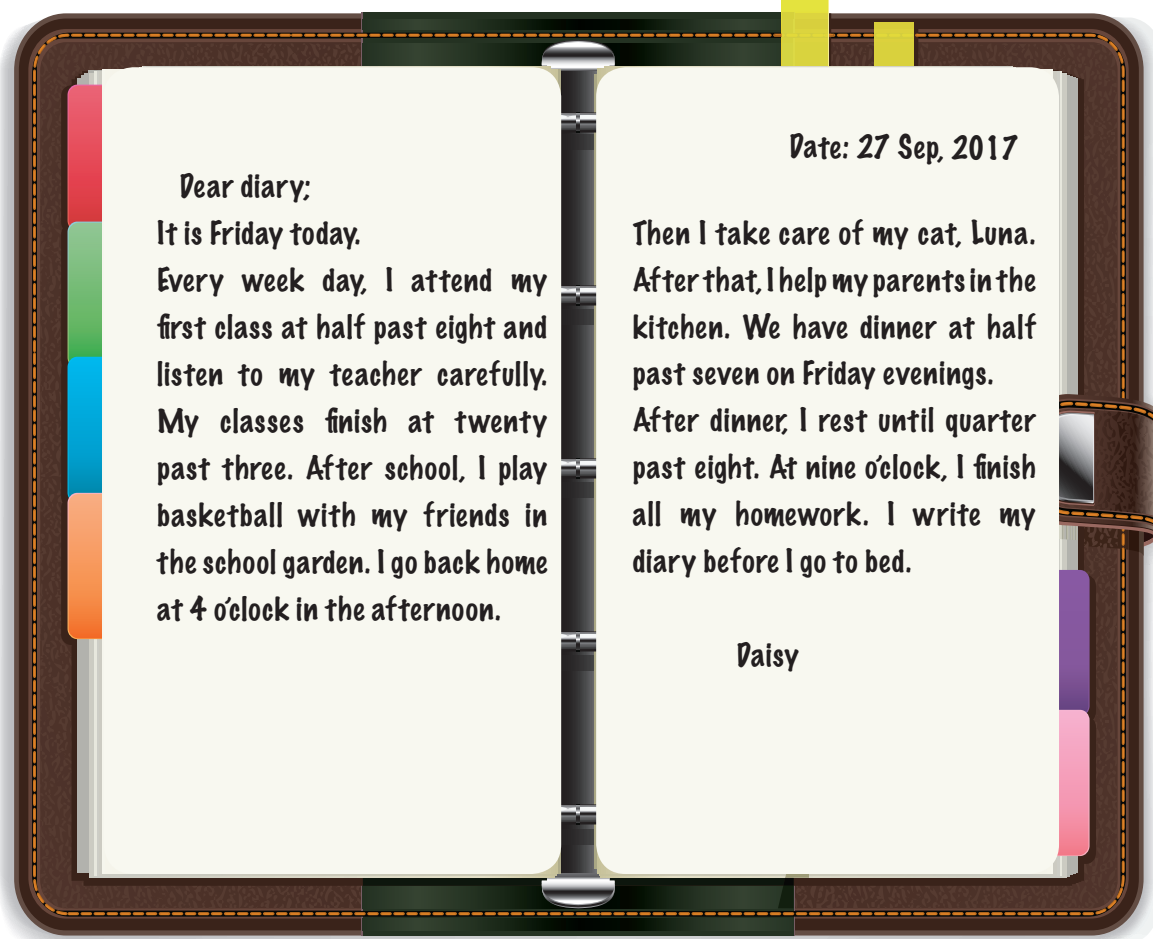 Dear diary;
It is Friday today.
Every week day, I attend my
first class at half past eight and
listen to my teacher carefully.
My classes finish at twenty
past three. After school, I play
basketball with my friends in
the school garden. I go back home
at 4 o'clock in the afternoon.
Date: 27 Sep, 2017
Then I take care of my cat, Luna.
After that, I help my parents in the
kitchen. We have dinner at half
past seven on Friday evenings.
After dinner, I rest until quarter
past eight. At nine o'clock, I finish
all my homework. I write my
diary before I go to bed.
Daisy